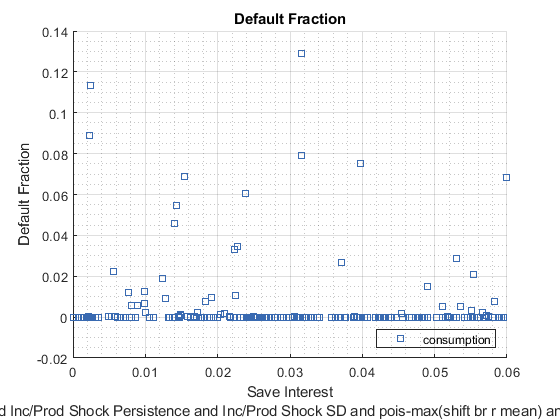 Default Fraction
0.14
0.12
0.1
0.08
0.06
0.04
0.02
0
-0.02
Default Fraction
consumption
0 0.01 0.02 0.03 0.04 0.05 0.06
Save Interest
d Inc/Prod Shock Persistence and Inc/Prod Shock SD and pois-max(shift br r mean) an